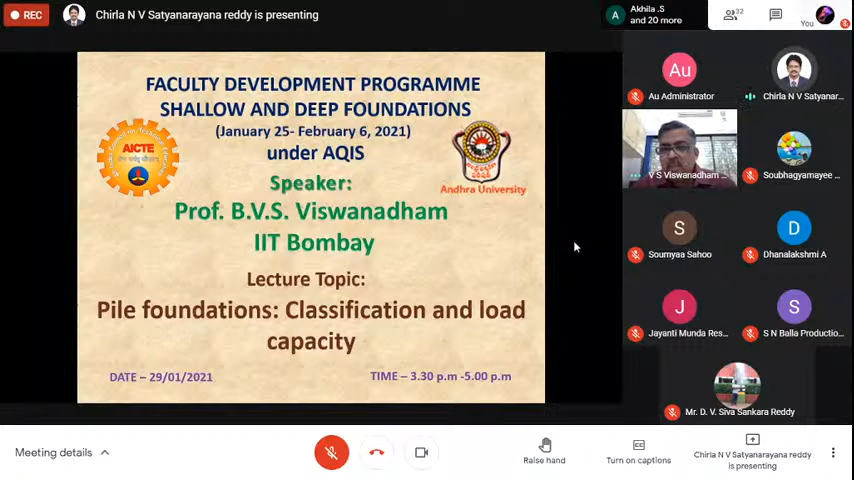 REC
Chirla N V Satyanarayana reddy is presenting
A
Akhila .S
and 20 more
32
You
FACULTY DEVELOPMENT PROGRAMME
SHALLOW AND DEEP FOUNDATIONS
(January 25- February 6, 2021)
under AQIS
AICTE
Andhra University
Speaker:
Prof. B.V.S. Viswanadham
IIT Bombay
Lecture Topic:
Pile foundations: Classification and load
capacity
DATE – 29/01/2021
TIME – 3.30 p.m -5.00 p.m
Au
Au Administrator
Chirla N V Satyanar...
V S Viswanadham
Soubhagyamayee ...
S
Soumyaa Sahoo
D
Dhanalakshmi A
J
Jayanti Munda Res...
S
S N Balla Productio...
Mr. D. V. Siva Sankara Reddy
Meeting details
Raise hand
Turn on captions
Chirla N V Satyanarayana reddy
is presenting